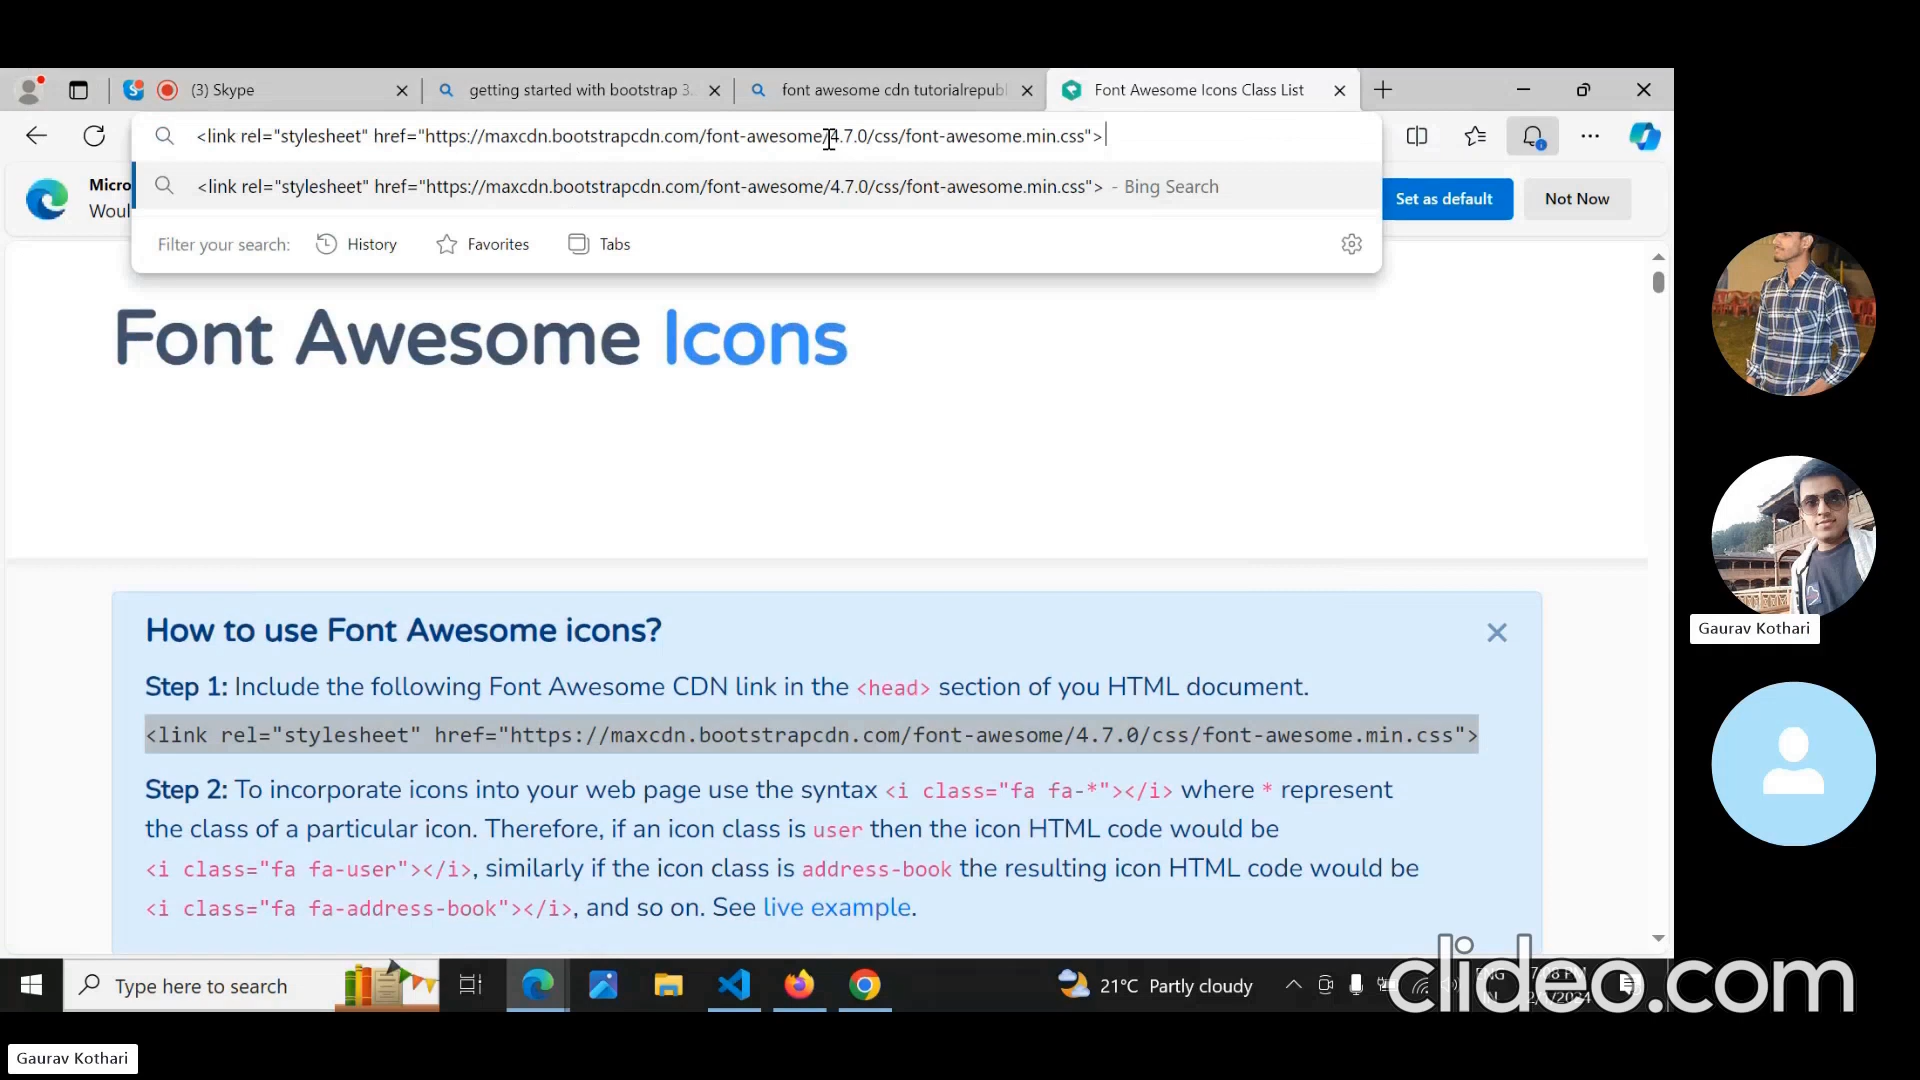 (3) Skype
getting started with bootstrap 3.
font awesome cdn tutorialrepubl
Font Awesome Icons Class List
<link rel="stylesheet" href="https://maxcdn.bootstrapcdn.com/font-awesome/4.7.0/css/font-awesome.min.css">
<link rel="stylesheet" href="https://maxcdn.bootstrapcdn.com/font-awesome/4.7.0/css/font-awesome.min.css"> - Bing Search
Micro
Woul
Set as default
Not Now
Filter your search: History Favorites Tabs
Font Awesome Icons
How to use Font Awesome icons?
Step 1: Include the following Font Awesome CDN link in the <head> section of you HTML document.
<link rel="stylesheet" href="https://maxcdn.bootstrapcdn.com/font-awesome/4.7.0/css/font-awesome.min.css">
Step 2: To incorporate icons into your web page use the syntax <i class="fa fa-*"></i> where * represent
the class of a particular icon. Therefore, if an icon class is user then the icon HTML code would be
<i class="fa fa-user"></i>, similarly if the icon class is address-book the resulting icon HTML code would be
<i class="fa fa-address-book"></i>, and so on. See live example.
Gaurav Kothari
Type here to search
21°C Partly cloudy
ENG
clideo.com
Gaurav Kothari